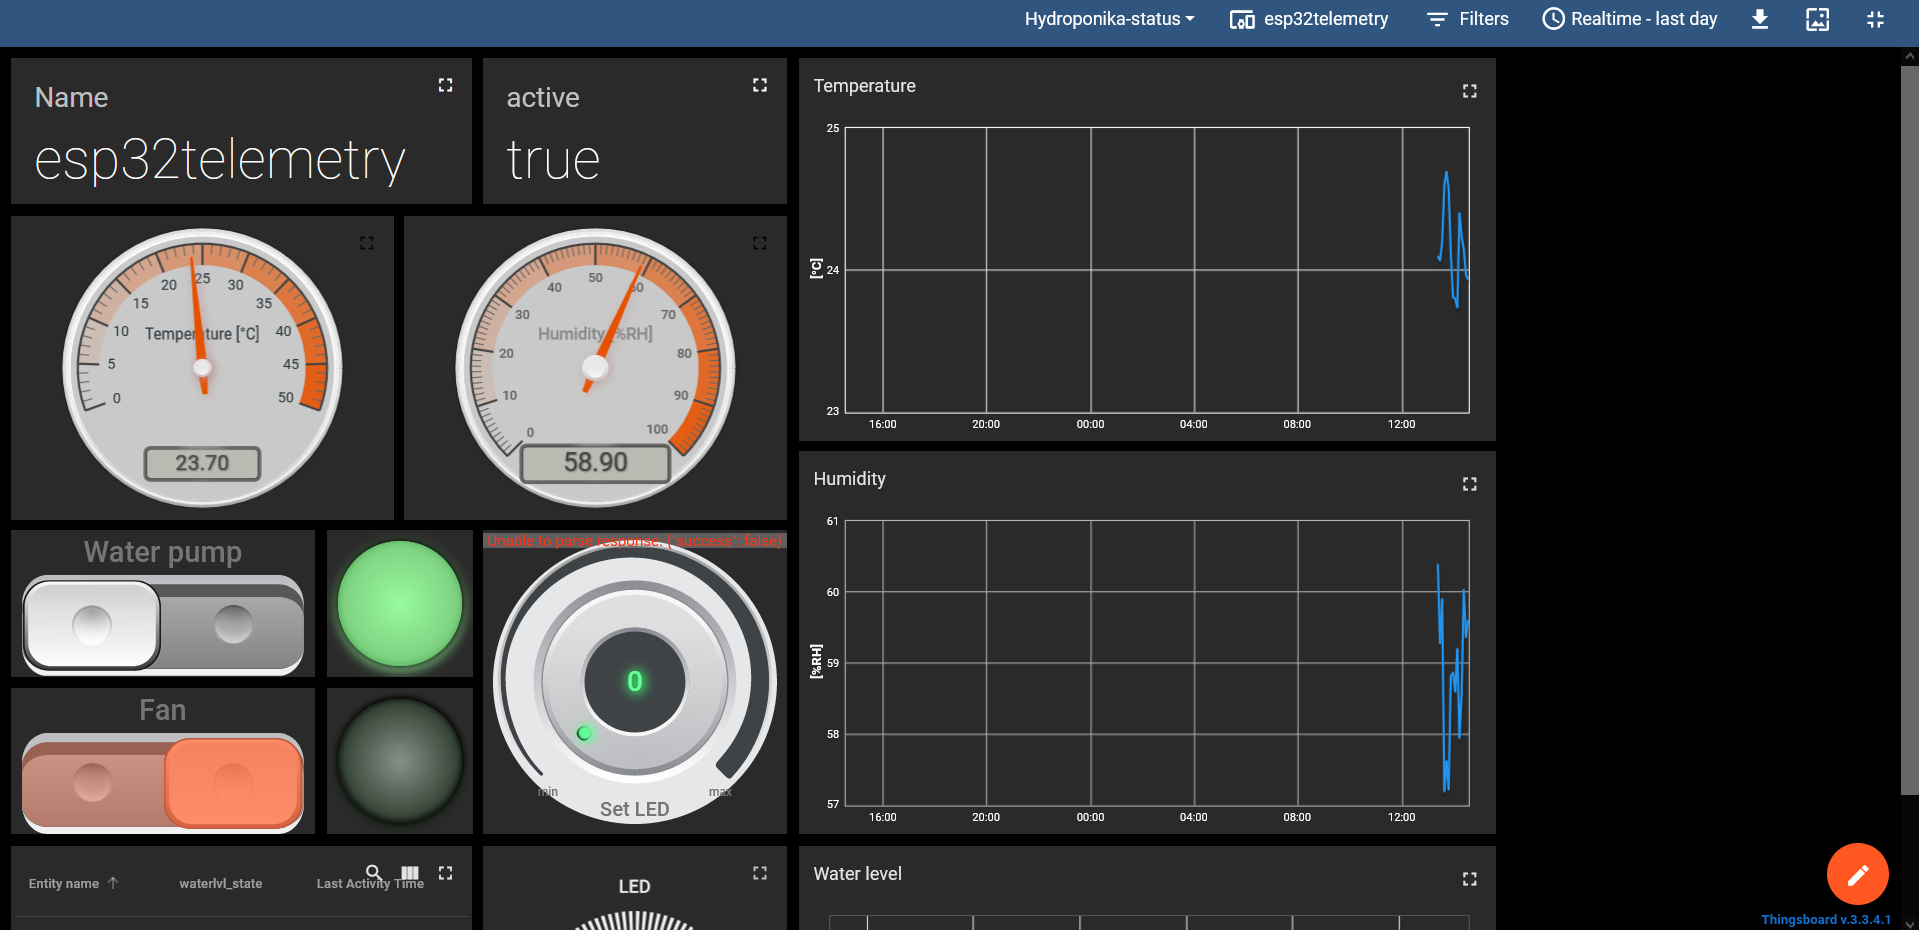 Hydroponika-status esp32telemetry Filters Realtime - last day
Name
esp32telemetry
active
true
Temperature
25
24
23
[°C]
16:00 20:00 00:00 04:00 08:00 12:00
0 5 10 15 20 25 30 35 40 45 50
Temperature [°C]
23.70
0 10 20 30 40 50 60 70 80 90 100
Humidity [%RH]
58.90
Humidity
61
60
59
58
57
[%RH]
16:00 20:00 00:00 04:00 08:00 12:00
Water pump
Fan
Unable to parse response: {"success": false}
0
min max
Set LED
Entity name waterlvl_state Last Activity Time
LED
Water level
Thingsboard v.3.3.4.1